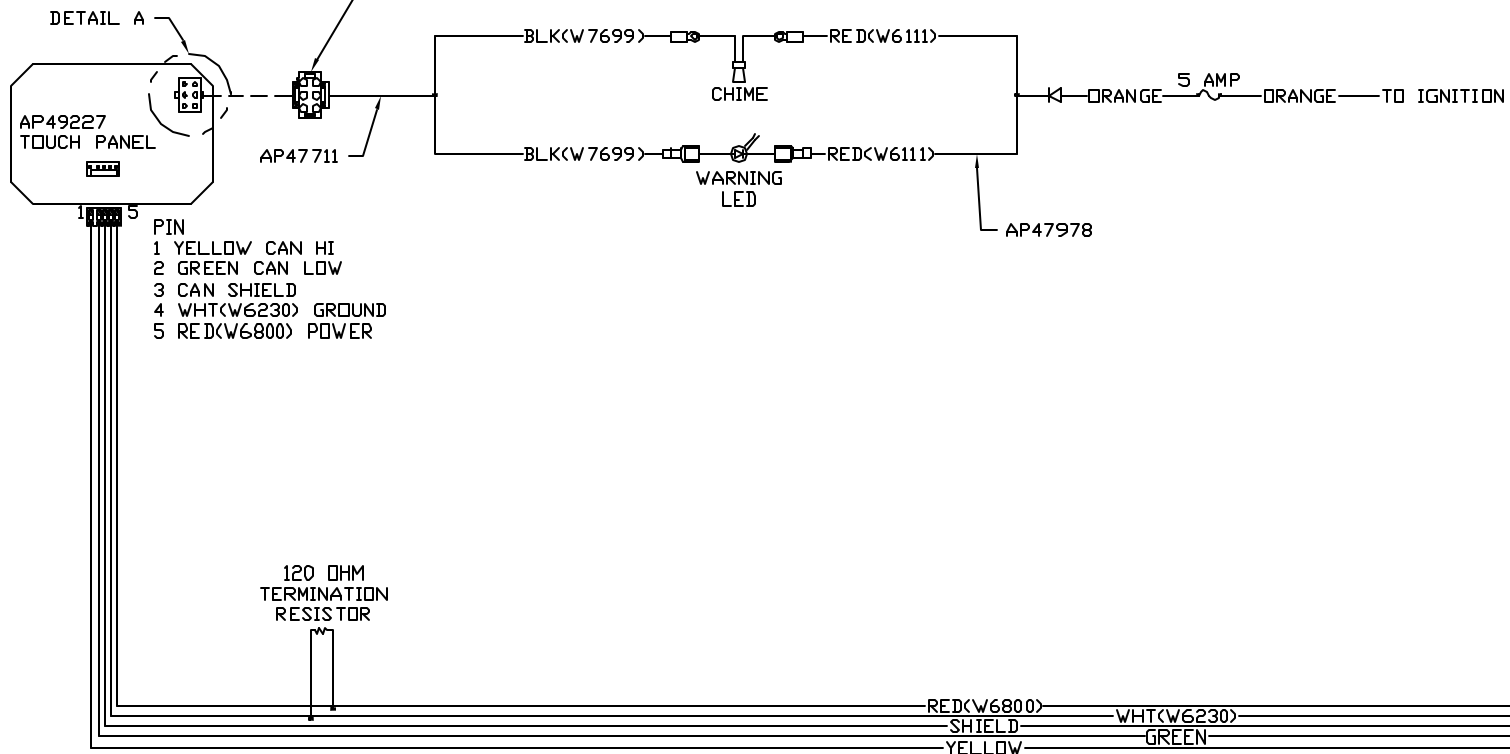 DETAIL A
BLK(W7699)
RED(W6111)
CHIME
5 AMP
ORANGE
ORANGE
TO IGNITION
AP49227
TOUCH PANEL
AP47711
BLK(W7699)
RED(W6111)
WARNING
LED
AP47978
1
5
PIN
1 YELLOW CAN HI
2 GREEN CAN LOW
3 CAN SHIELD
4 WHT(W6230) GROUND
5 RED(W6800) POWER
120 OHM
TERMINATION
RESISTOR
RED(W6800)
WHT(W6230)
SHIELD
GREEN
YELLOW